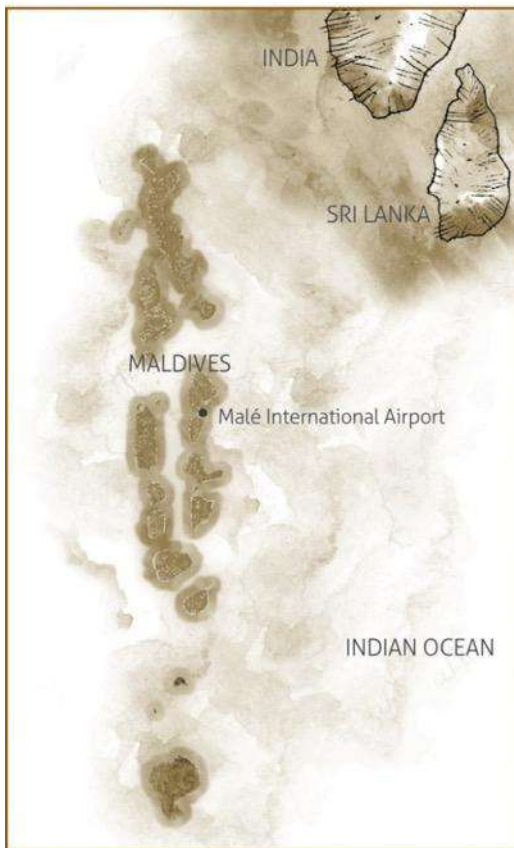 INDIA
SRI LANKA
MALDIVES
Malé International Airport
INDIAN OCEAN